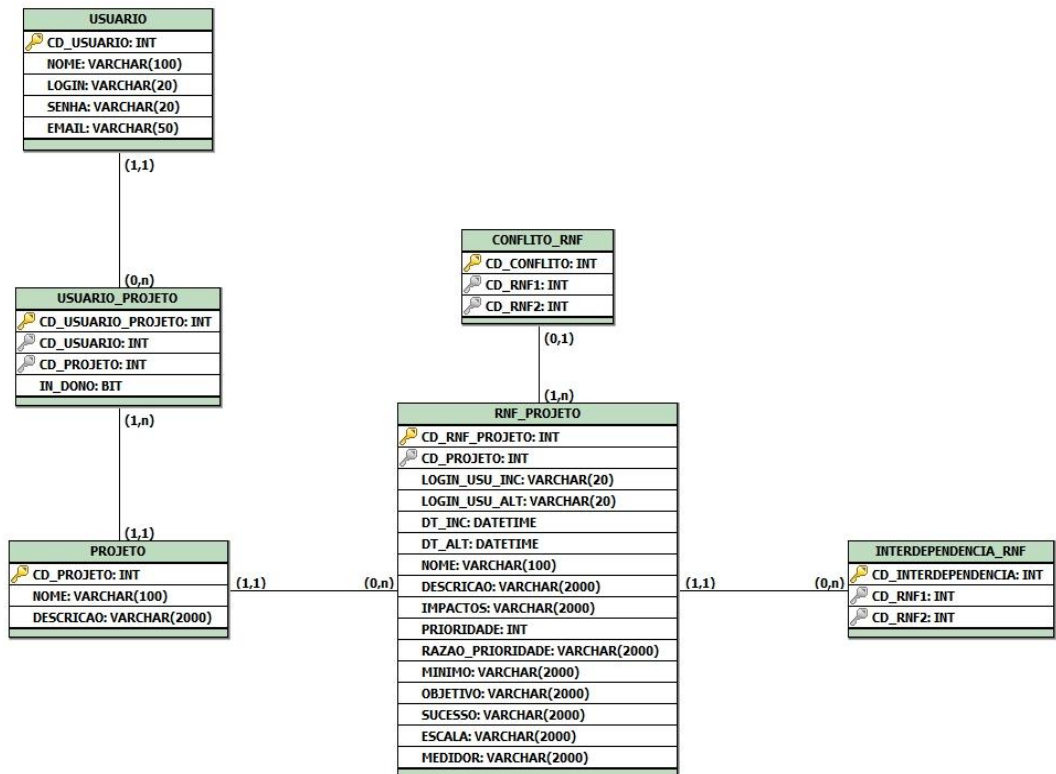 USUARIO
CD_USUARIO: INT
NOME: VARCHAR(100)
LOGIN: VARCHAR(20)
SENHA: VARCHAR(20)
EMAIL: VARCHAR(50)
(1,1)
(0,n)
USUARIO_PROJETO
CD_USUARIO_PROJETO: INT
CD_USUARIO: INT
CD_PROJETO: INT
IN_DONO: BIT
(1,n)
(1,1)
PROJETO
CD_PROJETO: INT
NOME: VARCHAR(100)
DESCRICAO: VARCHAR(2000)
(1,1)
(0,n)
CONFLITO_RNF
CD_CONFLITO: INT
CD_RNF1: INT
CD_RNF2: INT
(0,1)
(1,n)
RNF_PROJETO
CD_RNF_PROJETO: INT
CD_PROJETO: INT
LOGIN_USU_INC: VARCHAR(20)
LOGIN_USU_ALT: VARCHAR(20)
DT_INC: DATETIME
DT_ALT: DATETIME
NOME: VARCHAR(100)
DESCRICAO: VARCHAR(2000)
IMPACTOS: VARCHAR(2000)
PRIORIDADE: INT
RAZAO_PRIORIDADE: VARCHAR(2000)
MINIMO: VARCHAR(2000)
OBJETIVO: VARCHAR(2000)
SUCESSO: VARCHAR(2000)
ESCALA: VARCHAR(2000)
MEDIDOR: VARCHAR(2000)
(1,1)
(0,n)
INTERDEPENDENCIA_RNF
CD_INTERDEPENDENCIA: INT
CD_RNF1: INT
CD_RNF2: INT